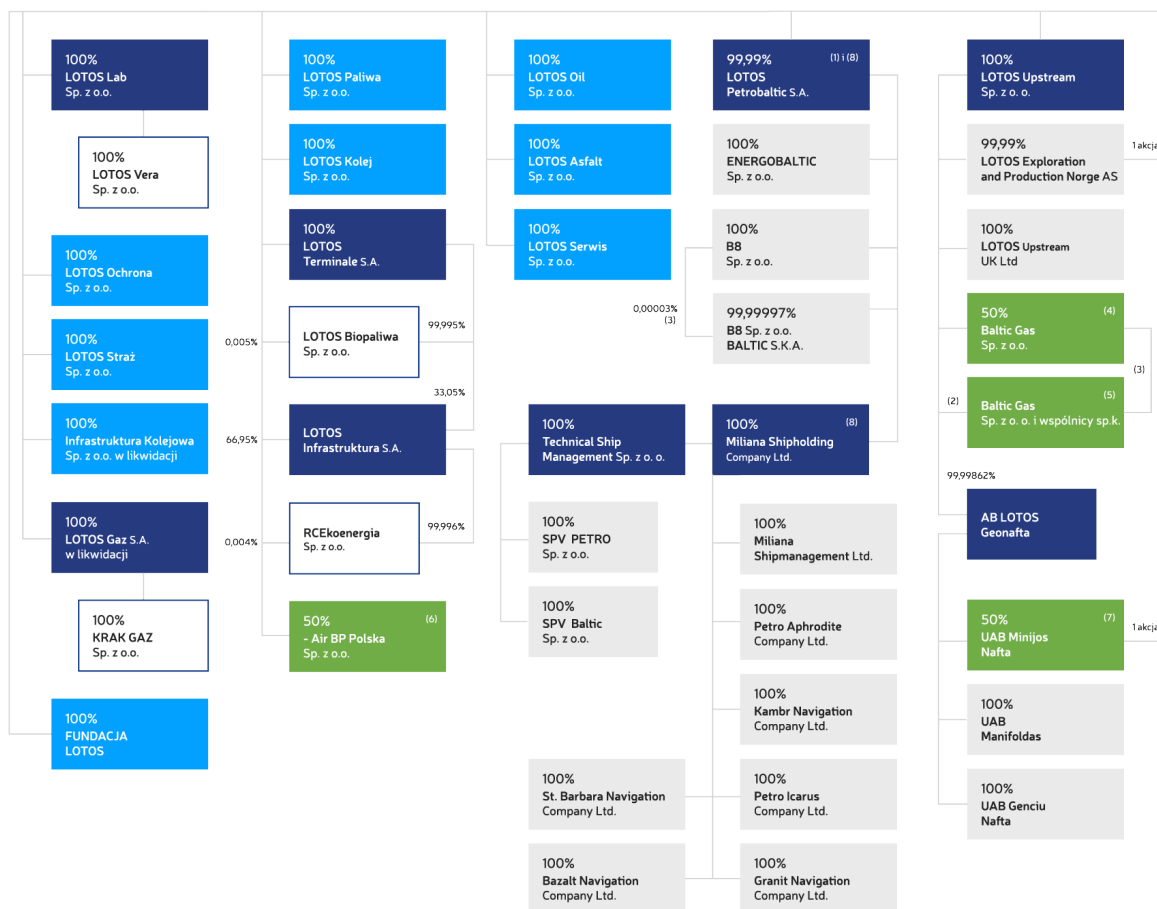 100%
LOTOS Lab
Sp. z o.o.
100%
LOTOS Vera
Sp. z o.o.
100%
LOTOS Ochrona
Sp. z o.o.
100%
LOTOS Straż
Sp. z o.o.
100%
Infrastruktura Kolejowa
Sp. z o.o. w likwidacji
100%
LOTOS Gaz S.A.
w likwidacji
100%
KRAK GAZ
Sp. z o.o.
100%
FUNDACJA
LOTOS
100%
LOTOS Paliwa
Sp. z o.o.
100%
LOTOS Kolej
Sp. z o.o.
100%
LOTOS
Terminale S.A.
0,005%
LOTOS Biopaliwa
Sp. z o.o.
99,995%
33,05%
66,95%
LOTOS
Infrastruktura S.A.
0,004%
RCEkoenergia
Sp. z o.o.
99,996%
50% (6)
- Air BP Polska
Sp. z o.o.
100%
LOTOS Oil
Sp. z o.o.
100%
LOTOS Asfalt
Sp. z o.o.
100%
LOTOS Serwis
Sp. z o.o.
99,99% (1) i (8)
LOTOS
Petrobaltic S.A.
100%
ENERGOBALTIC
Sp. z o.o.
100%
B8
Sp. z o.o.
0,00003%
(3)
99,99997%
B8 Sp. z o.o.
BALTIC S.K.A.
100%
Technical Ship
Management Sp. z o. o.
100% (8)
Miliana Shipholding
Company Ltd.
100%
SPV PETRO
Sp. z o.o.
100%
SPV Baltic
Sp. z o.o.
100%
Miliana
Shipmanagement Ltd.
100%
Petro Aphrodite
Company Ltd.
100%
Kambr Navigation
Company Ltd.
100%
St. Barbara Navigation
Company Ltd.
100%
Petro Icarus
Company Ltd.
100%
Bazalt Navigation
Company Ltd.
100%
Granit Navigation
Company Ltd.
100%
LOTOS Upstream
Sp. z o. o.
99,99%
LOTOS Exploration
and Production Norge AS
1 akcja
100%
LOTOS Upstream
UK Ltd
50% (4)
Baltic Gas
Sp. z o.o.
(3)
(2)
(5)
Baltic Gas
Sp. z o. o. i wspólnicy sp.k.
99,99862%
AB LOTOS
Geonafta
50% (7)
UAB Minijos
Nafta
1 akcja
100%
UAB
Manifoldas
100%
UAB Genciu
Nafta